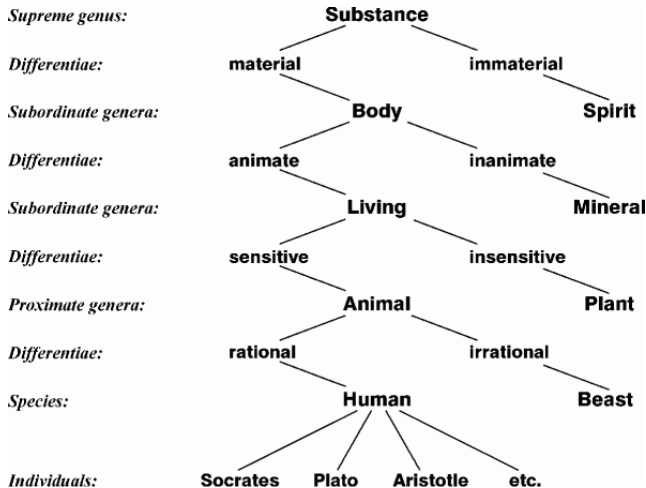 Supreme genus: Substance
Differentiae: material immaterial
Subordinate genera: Body Spirit
Differentiae: animate inanimate
Subordinate genera: Living Mineral
Differentiae: sensitive insensitive
Proximate genera: Animal Plant
Differentiae: rational irrational
Species: Human Beast
Individuals: Socrates Plato Aristotle etc.